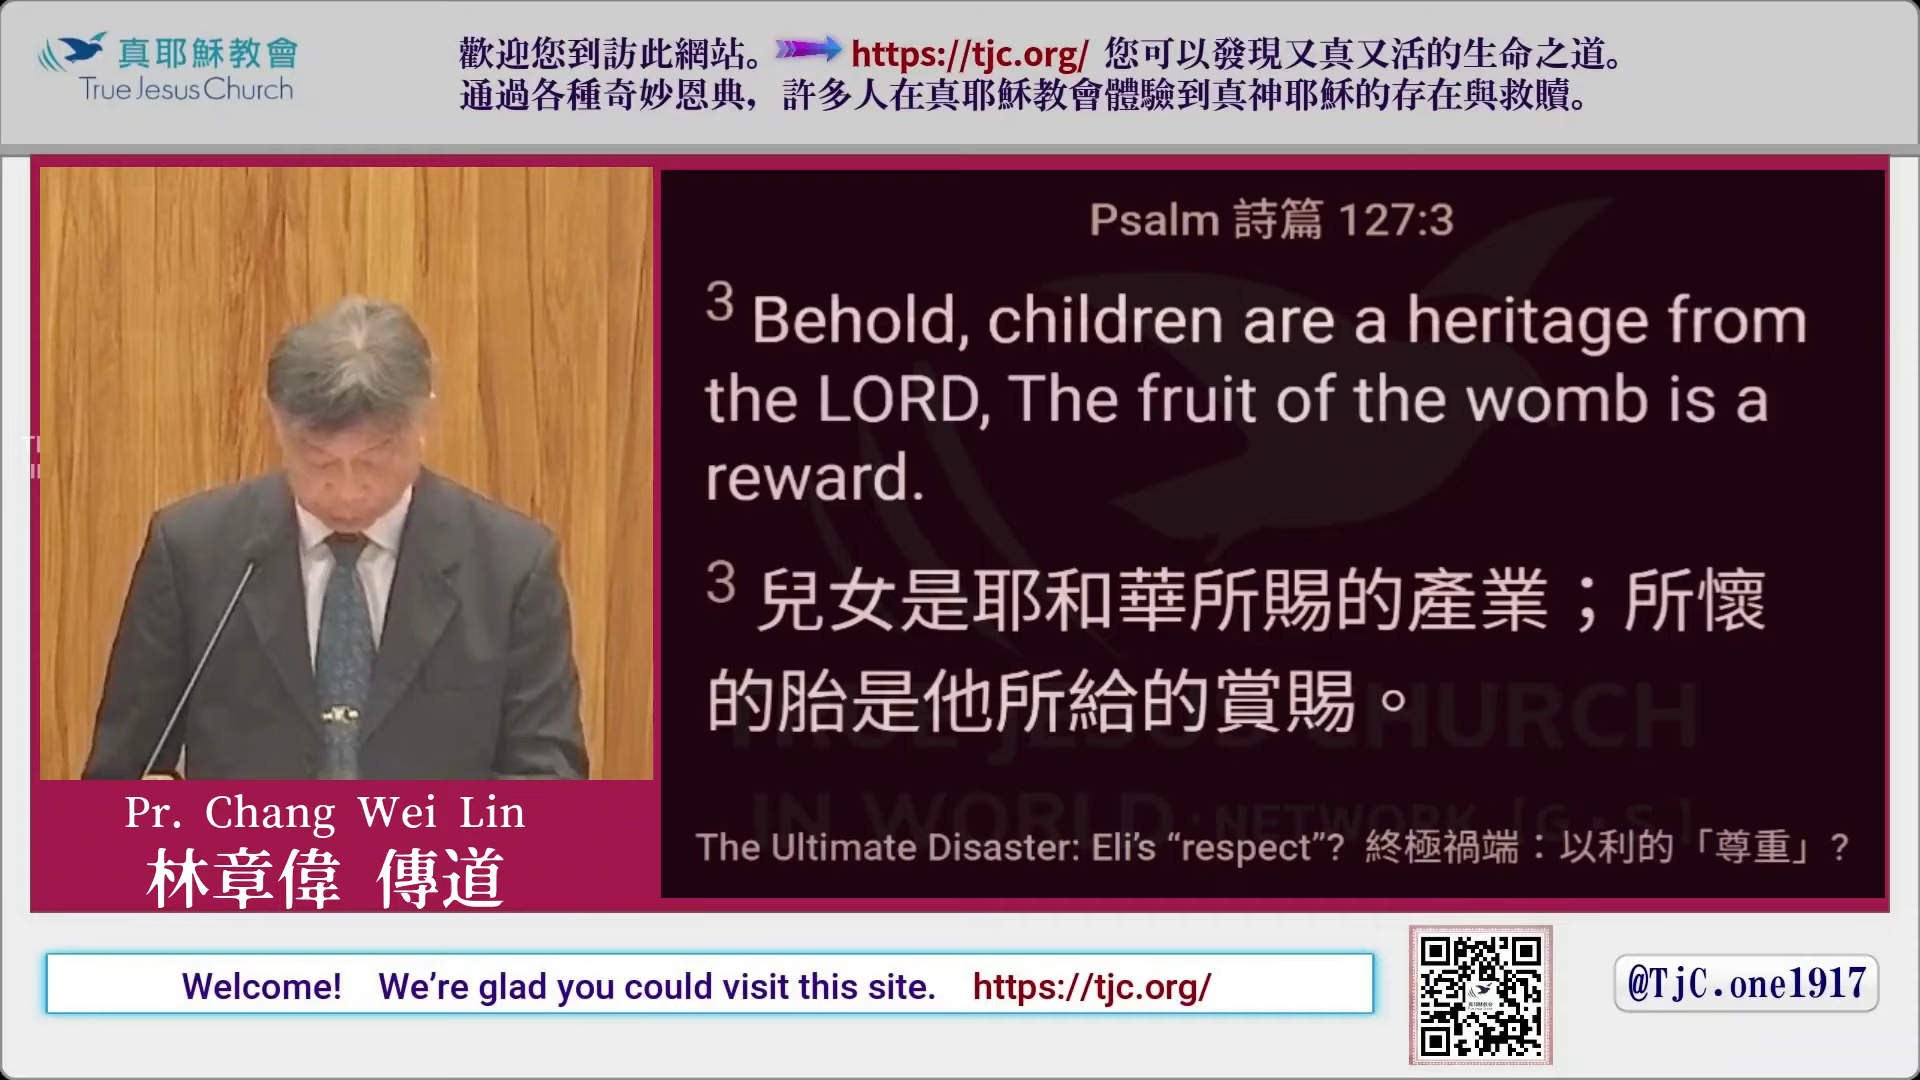 真耶穌教會
True Jesus Church
歡迎您到訪此網站。 https://tjc.org/ 您可以發現又真又活的生命之道。
通過各種奇妙恩典，許多人在真耶穌教會體驗到真神耶穌的存在與救贖。
Psalm 詩篇 127:3
3 Behold, children are a heritage from
the LORD, The fruit of the womb is a
reward.
3 兒女是耶和華所賜的產業；所懷
的胎是他所給的賞賜。
TRUE JESUS CHURCH
IN WORLD NETWORK [G.S.]
The Ultimate Disaster: Eli’s “respect”? 終極禍端：以利的「尊重」?
Pr. Chang Wei Lin
林章偉 傳道
Welcome! We’re glad you could visit this site. https://tjc.org/
@TjC.one1917